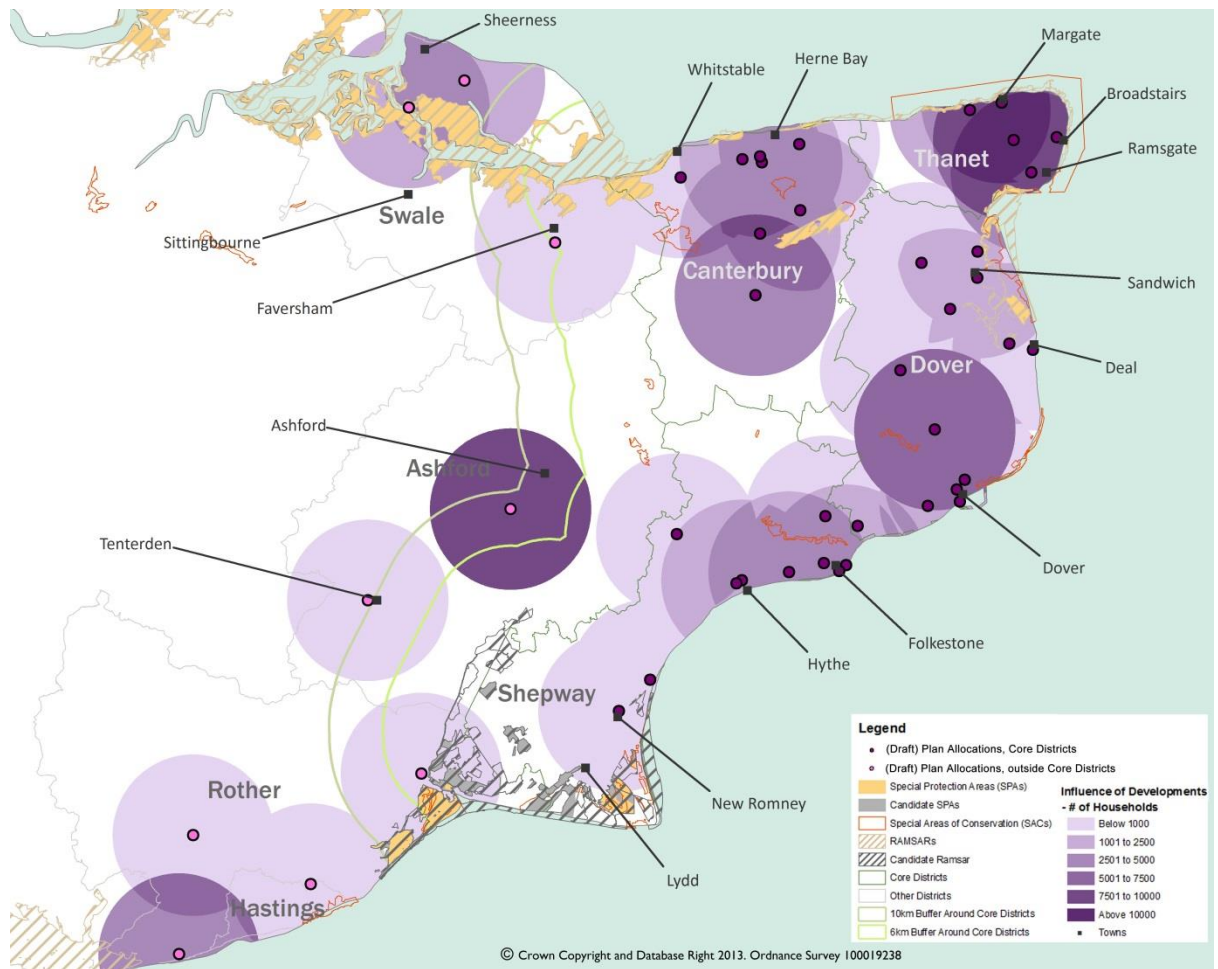 Sheerness
Margate
Whitstable
Herne Bay
Broadstairs
Thanet
Ramsgate
Swale
Sittingbourne
Canterbury
Sandwich
Faversham
Dover
Deal
Ashford
Ashford
Tenterden
Dover
Folkestone
Hythe
Shepway
Rother
New Romney
Lydd
Hastings
Legend
(Draft) Plan Allocations, Core Districts
(Draft) Plan Allocations, outside Core Districts
Special Protection Areas (SPAs)
Candidate SPAs
Special Areas of Conservation (SACs)
RAMSARs
Candidate Ramsar
Core Districts
Other Districts
10km Buffer Around Core Districts
6km Buffer Around Core Districts
Influence of Developments
- # of Households
Below 1000
1001 to 2500
2501 to 5000
5001 to 7500
7501 to 10000
Above 10000
Towns
© Crown Copyright and Database Right 2013. Ordnance Survey 100019238